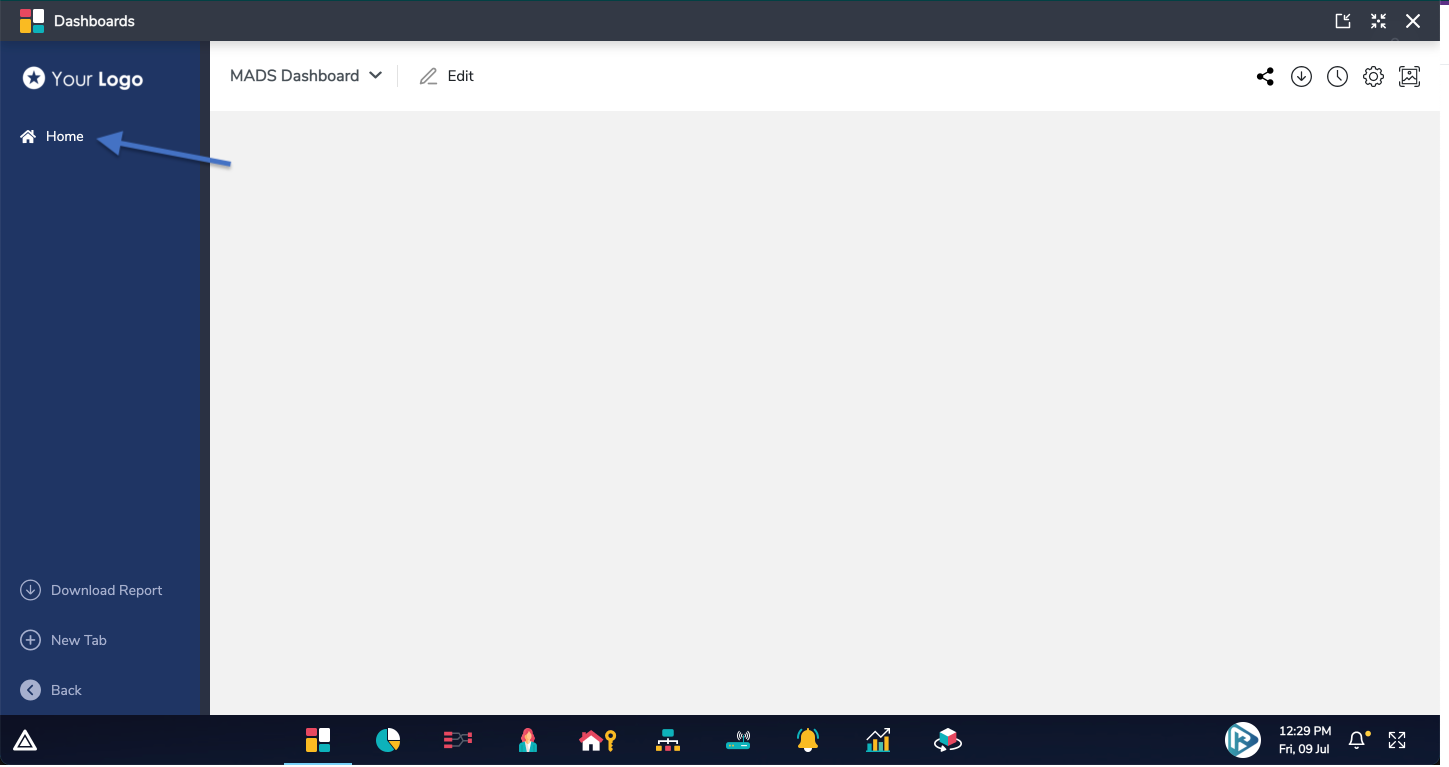 Dashboards
Your Logo
MADS Dashboard
Edit
Home
Download Report
New Tab
Back
12:29 PM
Fri, 09 Jul